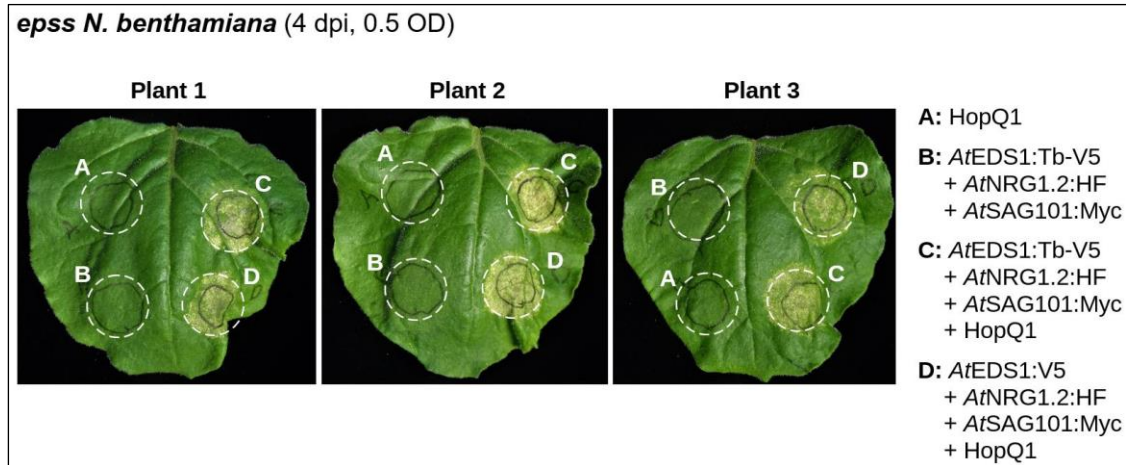 epss N. benthamiana (4 dpi, 0.5 OD)
Plant 1
Plant 2
Plant 3
A
C
B
D
A
C
B
D
B
D
A
C
A: HopQ1
B: AtEDS1:Tb-V5
+ AtNRG1.2:HF
+ AtSAG101:Myc
C: AtEDS1:Tb-V5
+ AtNRG1.2:HF
+ AtSAG101:Myc
+ HopQ1
D: AtEDS1:V5
+ AtNRG1.2:HF
+ AtSAG101:Myc
+ HopQ1